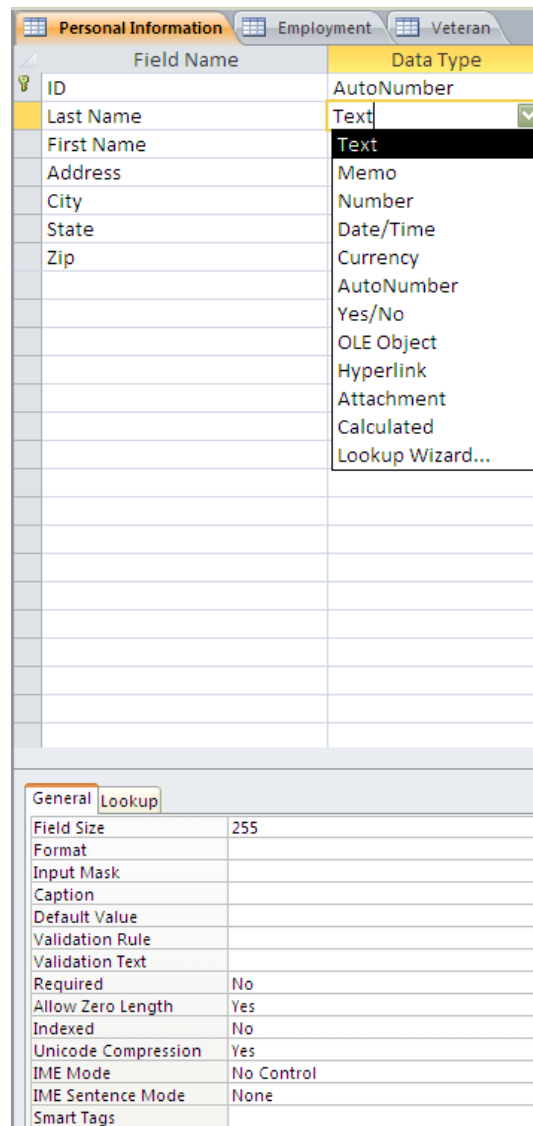 Personal Information Employment Veteran
Field Name Data Type
ID AutoNumber
Last Name Text
First Name Text
Address Memo
City Number
State Date/Time
Zip Currency
AutoNumber
Yes/No
OLE Object
Hyperlink
Attachment
Calculated
Lookup Wizard...
General Lookup
Field Size 255
Format
Input Mask
Caption
Default Value
Validation Rule
Validation Text
Required No
Allow Zero Length Yes
Indexed No
Unicode Compression Yes
IME Mode No Control
IME Sentence Mode None
Smart Tags